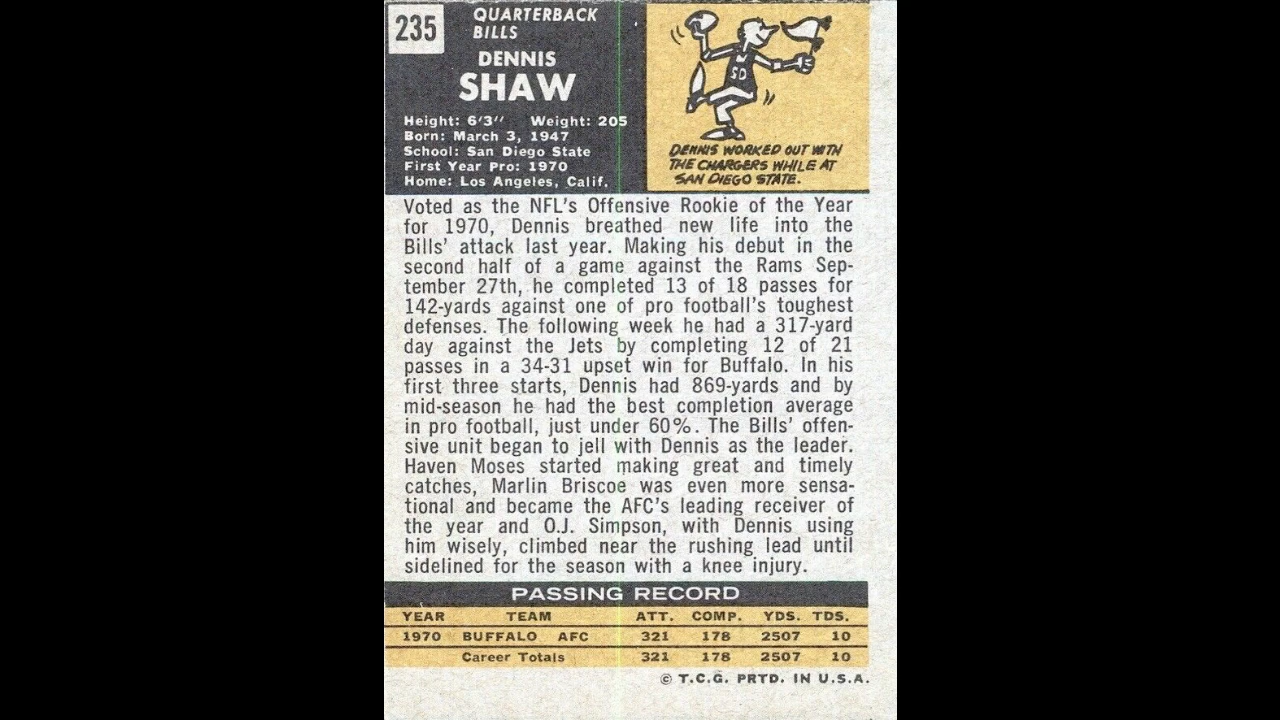 235
QUARTERBACK
BILLS
DENNIS
SHAW
Height: 6'3" Weight: 205
Born: March 3, 1947
School: San Diego State
First Year Pro: 1970
Home: Los Angeles, Calif.
SD
DENNIS WORKED OUT WITH
THE CHARGERS WHILE AT
SAN DIEGO STATE.
Voted as the NFL's Offensive Rookie of the Year
for 1970, Dennis breathed new life into the
Bills' attack last year. Making his debut in the
second half of a game against the Rams Sep-
tember 27th, he completed 13 of 18 passes for
142-yards against one of pro football's toughest
defenses. The following week he had a 317-yard
day against the Jets by completing 12 of 21
passes in a 34-31 upset win for Buffalo. In his
first three starts, Dennis had 869-yards and by
mid-season he had the best completion average
in pro football, just under 60%. The Bills' offen-
sive unit began to jell with Dennis as the leader.
Haven Moses started making great and timely
catches, Marlin Briscoe was even more sensa-
tional and became the AFC's leading receiver of
the year and O.J. Simpson, with Dennis using
him wisely, climbed near the rushing lead until
sidelined for the season with a knee injury.
PASSING RECORD
YEAR TEAM ATT. COMP. YDS. TDS.
1970 BUFFALO AFC 321 178 2507 10
Career Totals 321 178 2507 10
© T.C.G. PRTD. IN U.S.A.